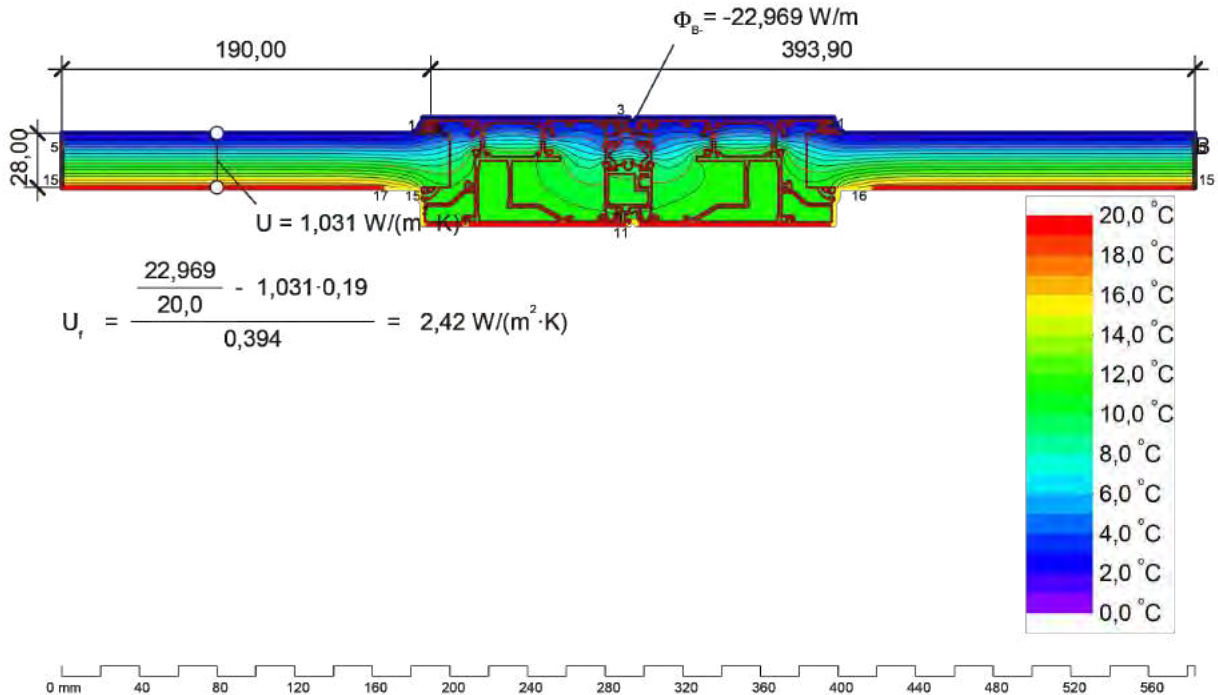 Φ_B- = -22,969 W/m
190,00
393,90
28,00
3
1
1
5
15
17
15
16
B
15
11
U = 1,031 W/(m·K)
22,969
20,0
- 1,031·0,19
U_f = = 2,42 W/(m²·K)
0,394
20,0 °C
18,0 °C
16,0 °C
14,0 °C
12,0 °C
10,0 °C
8,0 °C
6,0 °C
4,0 °C
2,0 °C
0,0 °C
0 mm 40 80 120 160 200 240 280 320 360 400 440 480 520 560